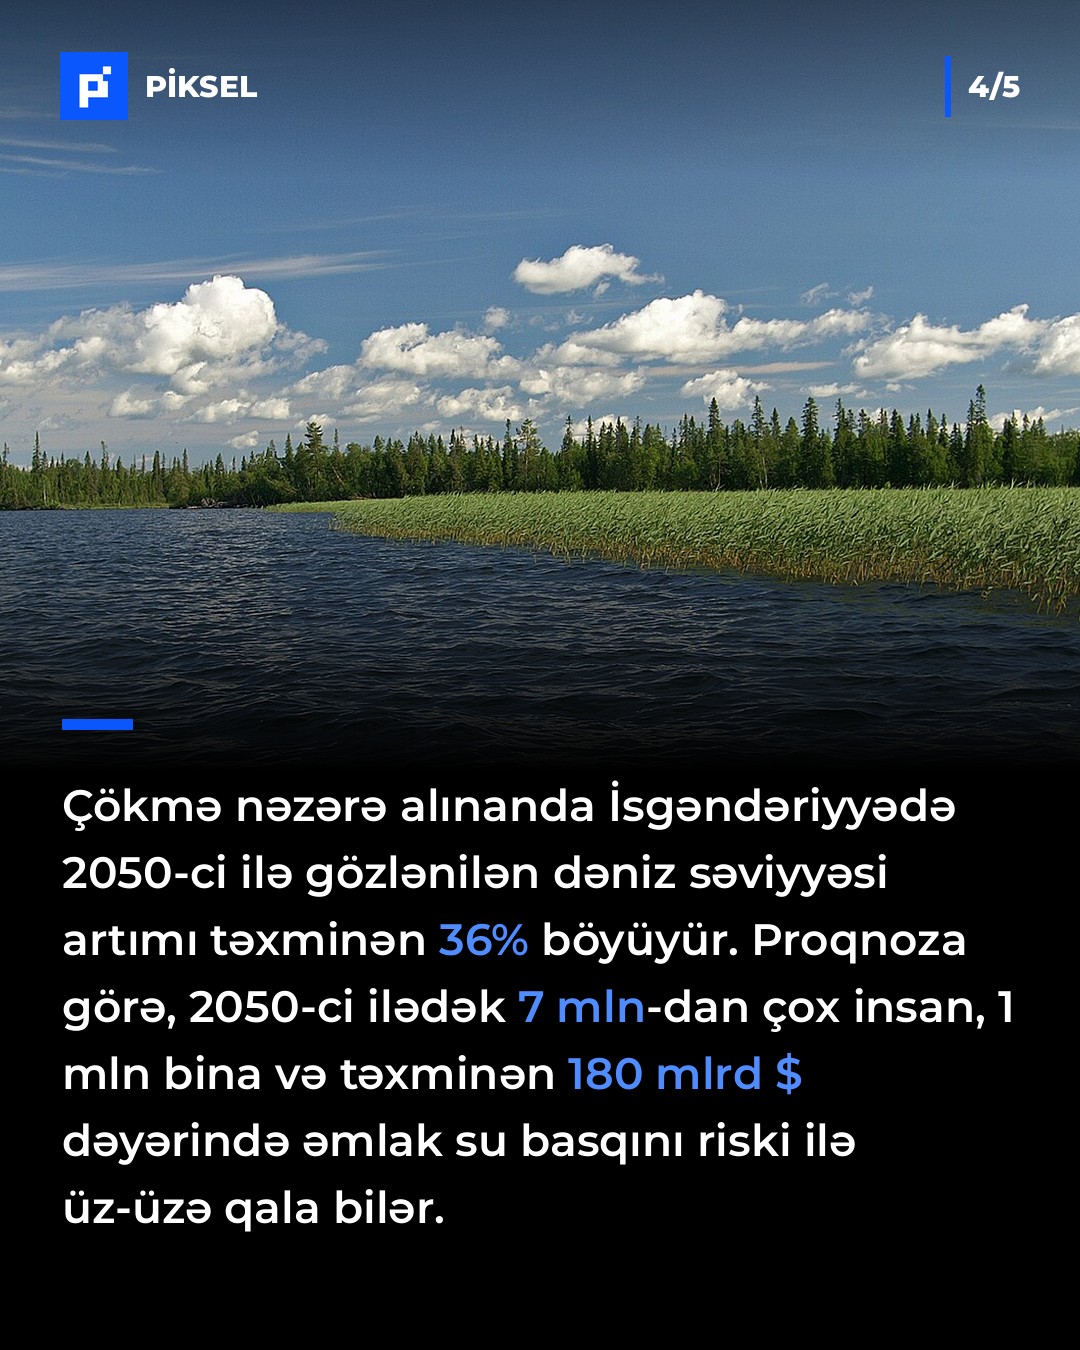 PİKSEL
4/5
Çökmə nəzərə alınanda İsgəndəriyyədə
2050-ci ilə gözlənilən dəniz səviyyəsi
artımı təxminən 36% böyüyür. Proqnoza
görə, 2050-ci ilədək 7 mln-dan çox insan, 1
mln bina və təxminən 180 mlrd $
dəyərində əmlak su basqını riski ilə
üz-üzə qala bilər.